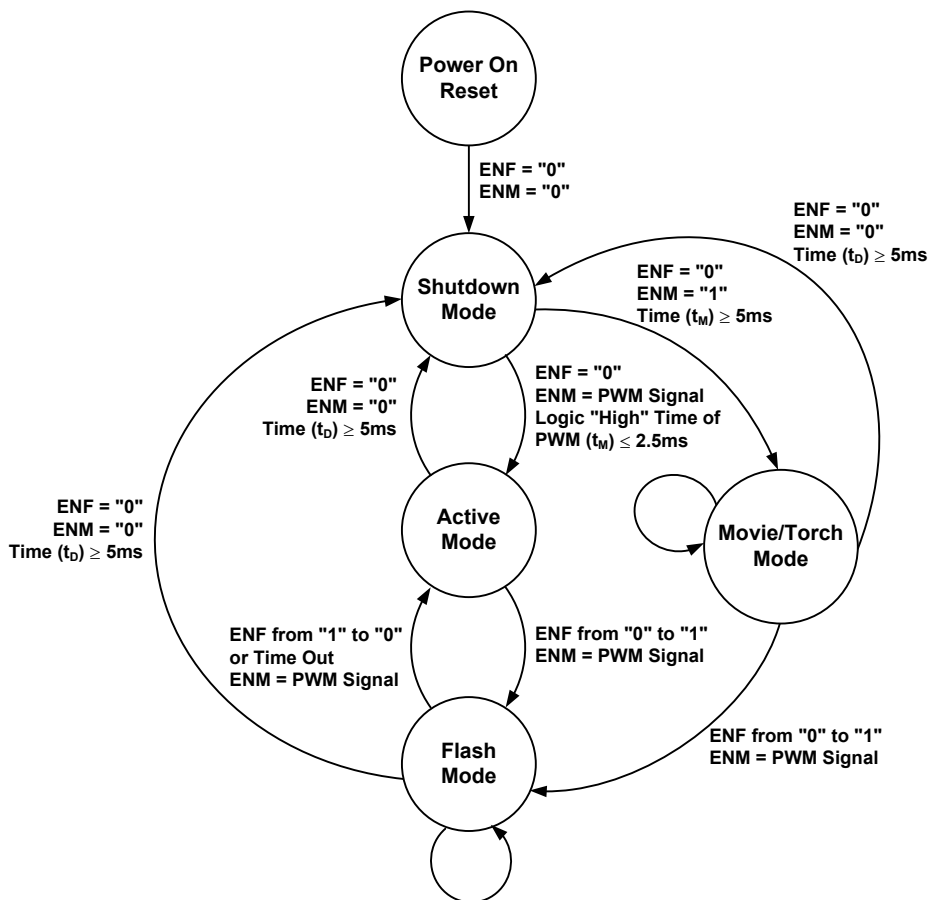 Power On
Reset
ENF = "0"
ENM = "0"
ENF = "0"
ENM = "0"
Time (tD) ≥ 5ms
Shutdown
Mode
ENF = "0"
ENM = "1"
Time (tM) ≥ 5ms
ENF = "0"
ENM = "0"
Time (tD) ≥ 5ms
ENF = "0"
ENM = PWM Signal
Logic "High" Time of
PWM (tM) ≤ 2.5ms
ENF = "0"
ENM = "0"
Time (tD) ≥ 5ms
Active
Mode
Movie/Torch
Mode
ENF from "1" to "0"
or Time Out
ENM = PWM Signal
ENF from "0" to "1"
ENM = PWM Signal
ENF from "0" to "1"
ENM = PWM Signal
Flash
Mode